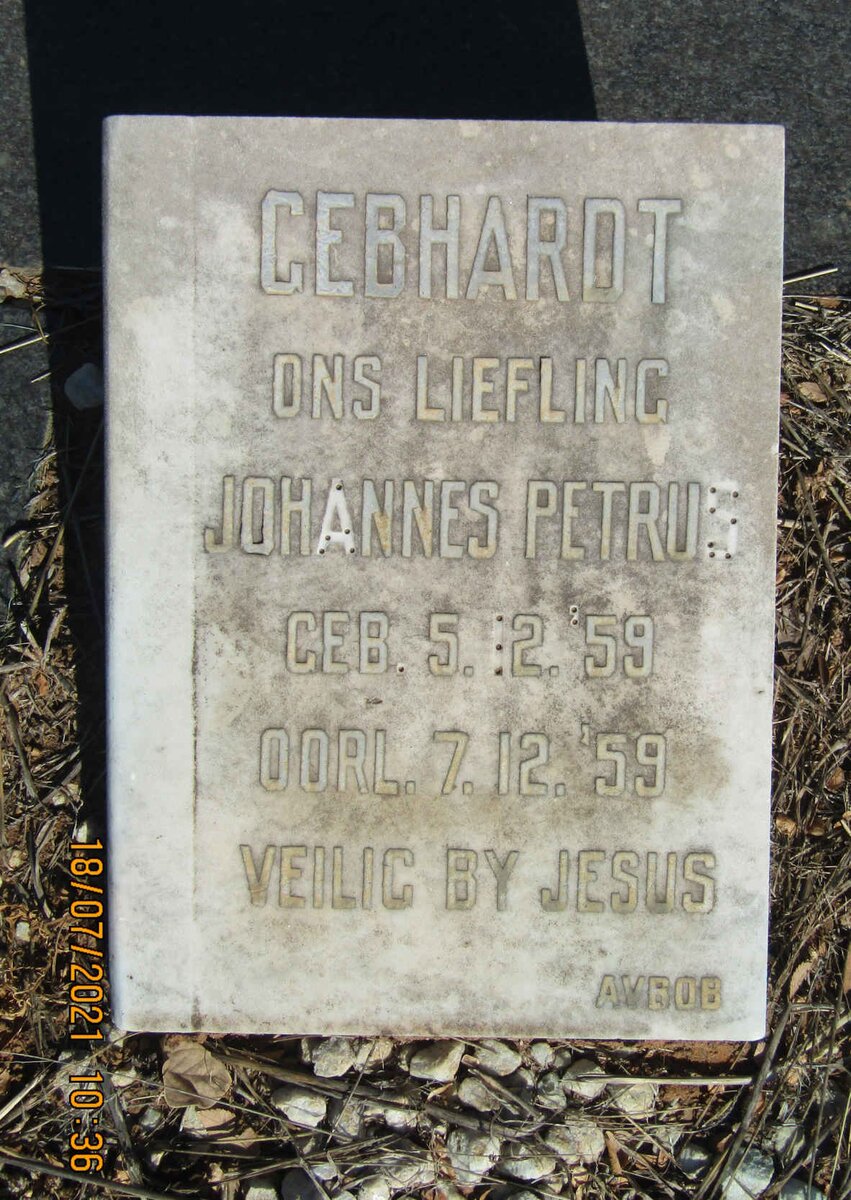 GEBHARDT
ONS LIEFLING
JOHANNES PETRUS
GEB. 5. 12. '59
OORL. 7. 12. '59
VEILIG BY JESUS
AVBOB
18/07/2021 10:36